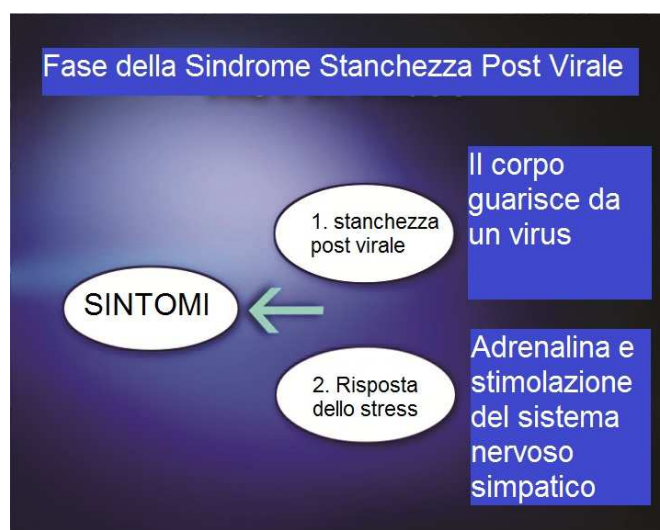 Fase della Sindrome Stanchezza Post Virale
Il corpo
guarisce da
un virus
1. stanchezza
post virale
SINTOMI
2. Risposta
dello stress
Adrenalina e
stimolazione
del sistema
nervoso
simpatico